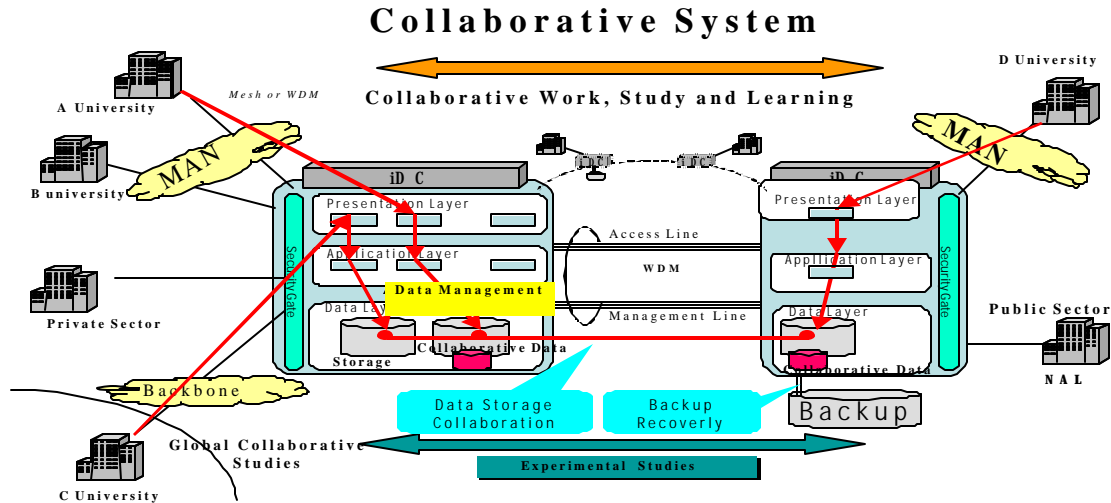 Collaborative System
D University
A University
Mesh or WDM
Collaborative Work, Study and Learning
MAN
MAN
B university
iD C
iD C
Presentation Layer
Presentation Layer
Access Line
Security Gate
Application Layer
WDM
Appllication Layer
Security Gate
Data Management
Private Sector
Data Layer
Management Line
Data Layer
Public Sector
Storage
Collaborative Data
Collaborative Data
NAL
Backbone
Data Storage
Collaboration
Backup
Recoverly
Backup
Global Collaborative
Studies
Experimental Studies
C University